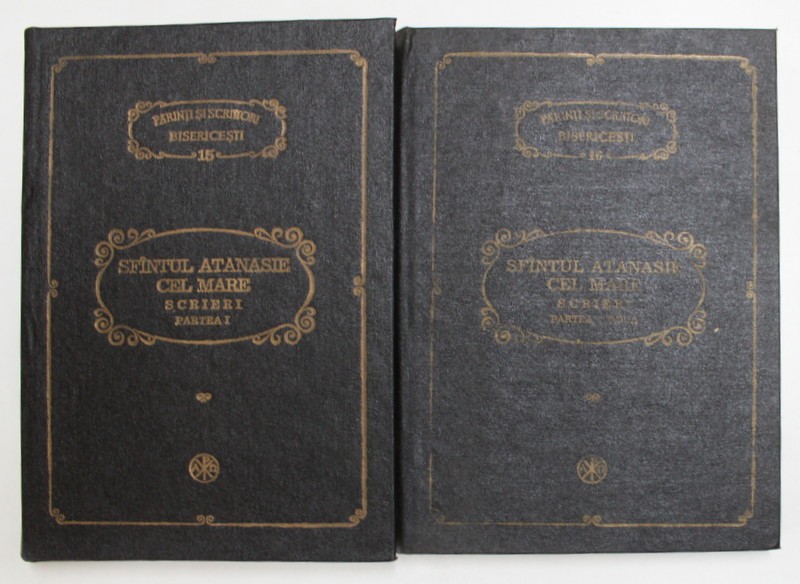 PĂRINȚI ȘI SCRIITORI
BISERICEȘTI
15
SFÎNTUL ATANASIE
CEL MARE
SCRIERI
PARTEA I
PĂRINȚI ȘI SCRIITORI
BISERICEȘTI
16
SFÎNTUL ATANASIE
CEL MARE
SCRIERI
PARTEA